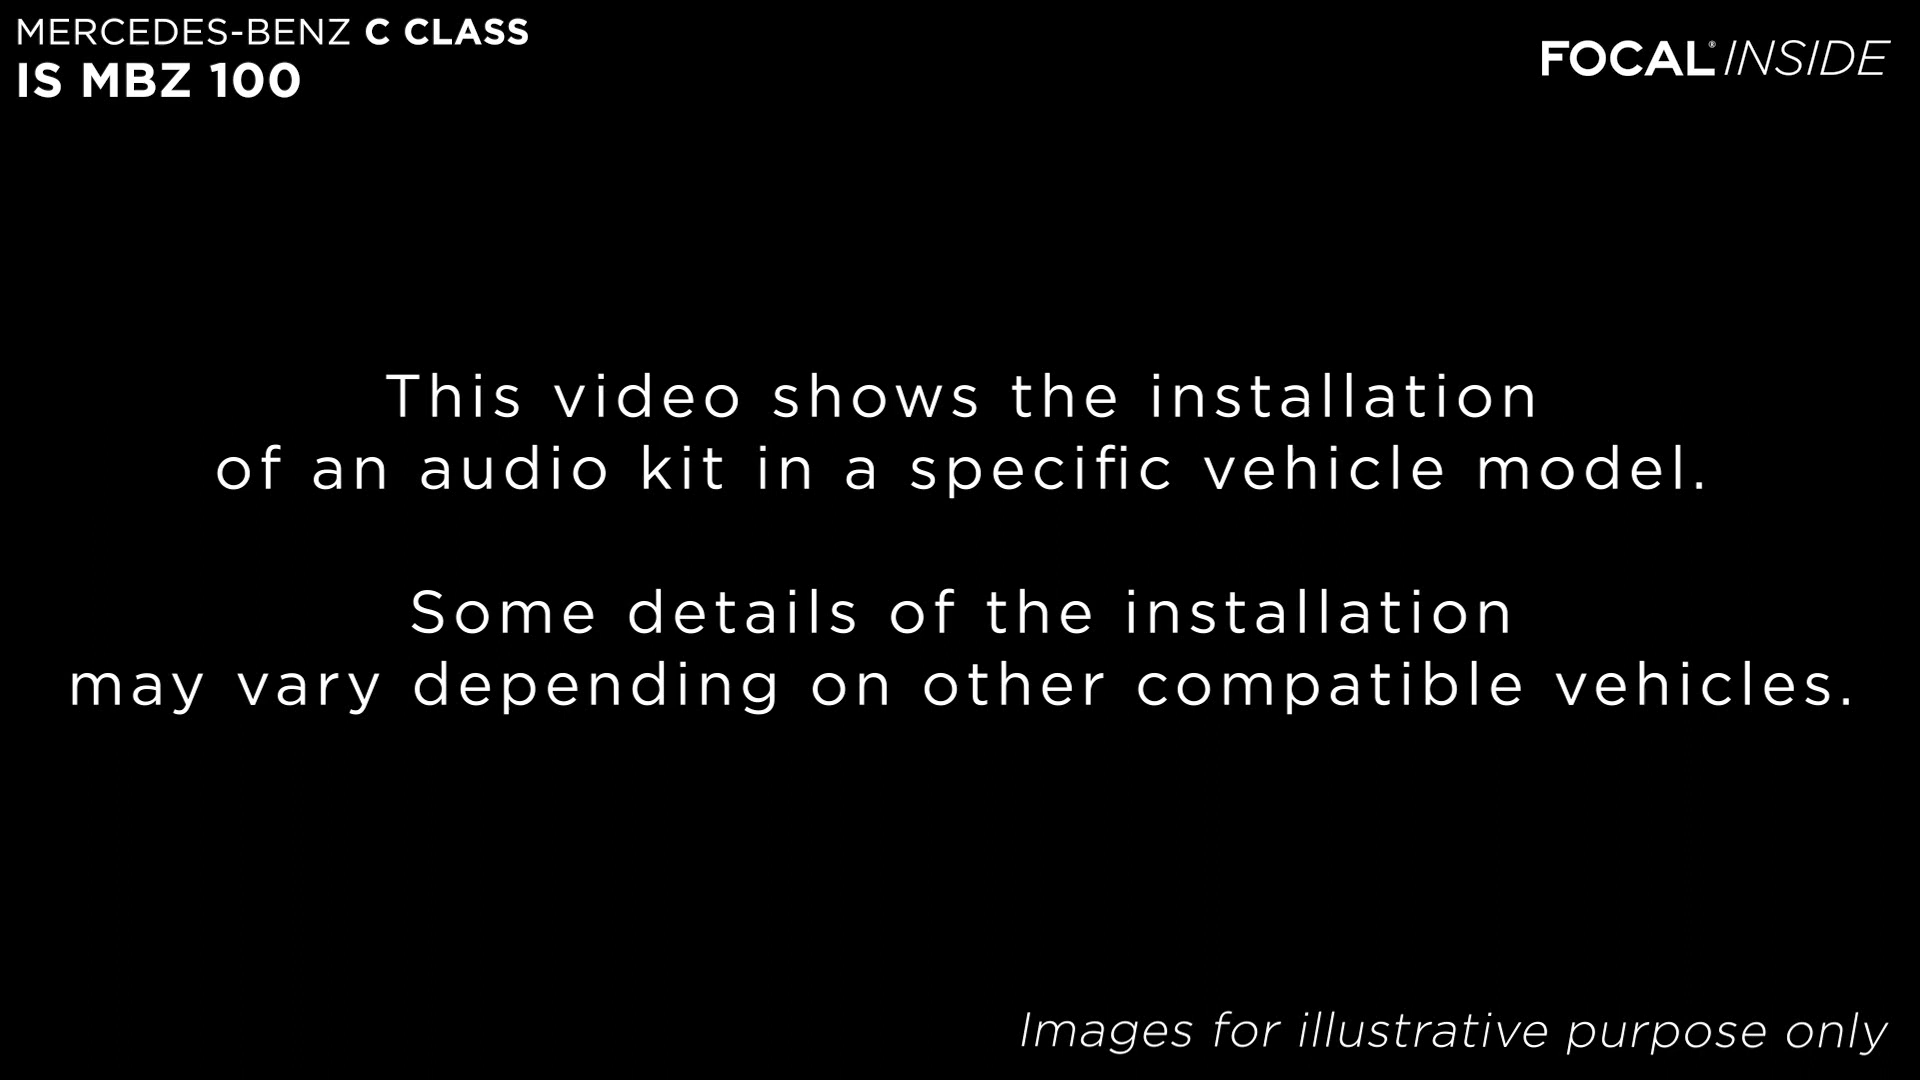 MERCEDES-BENZ C CLASS
IS MBZ 100
FOCAL® INSIDE
This video shows the installation
of an audio kit in a specific vehicle model.
Some details of the installation
may vary depending on other compatible vehicles.
Images for illustrative purpose only